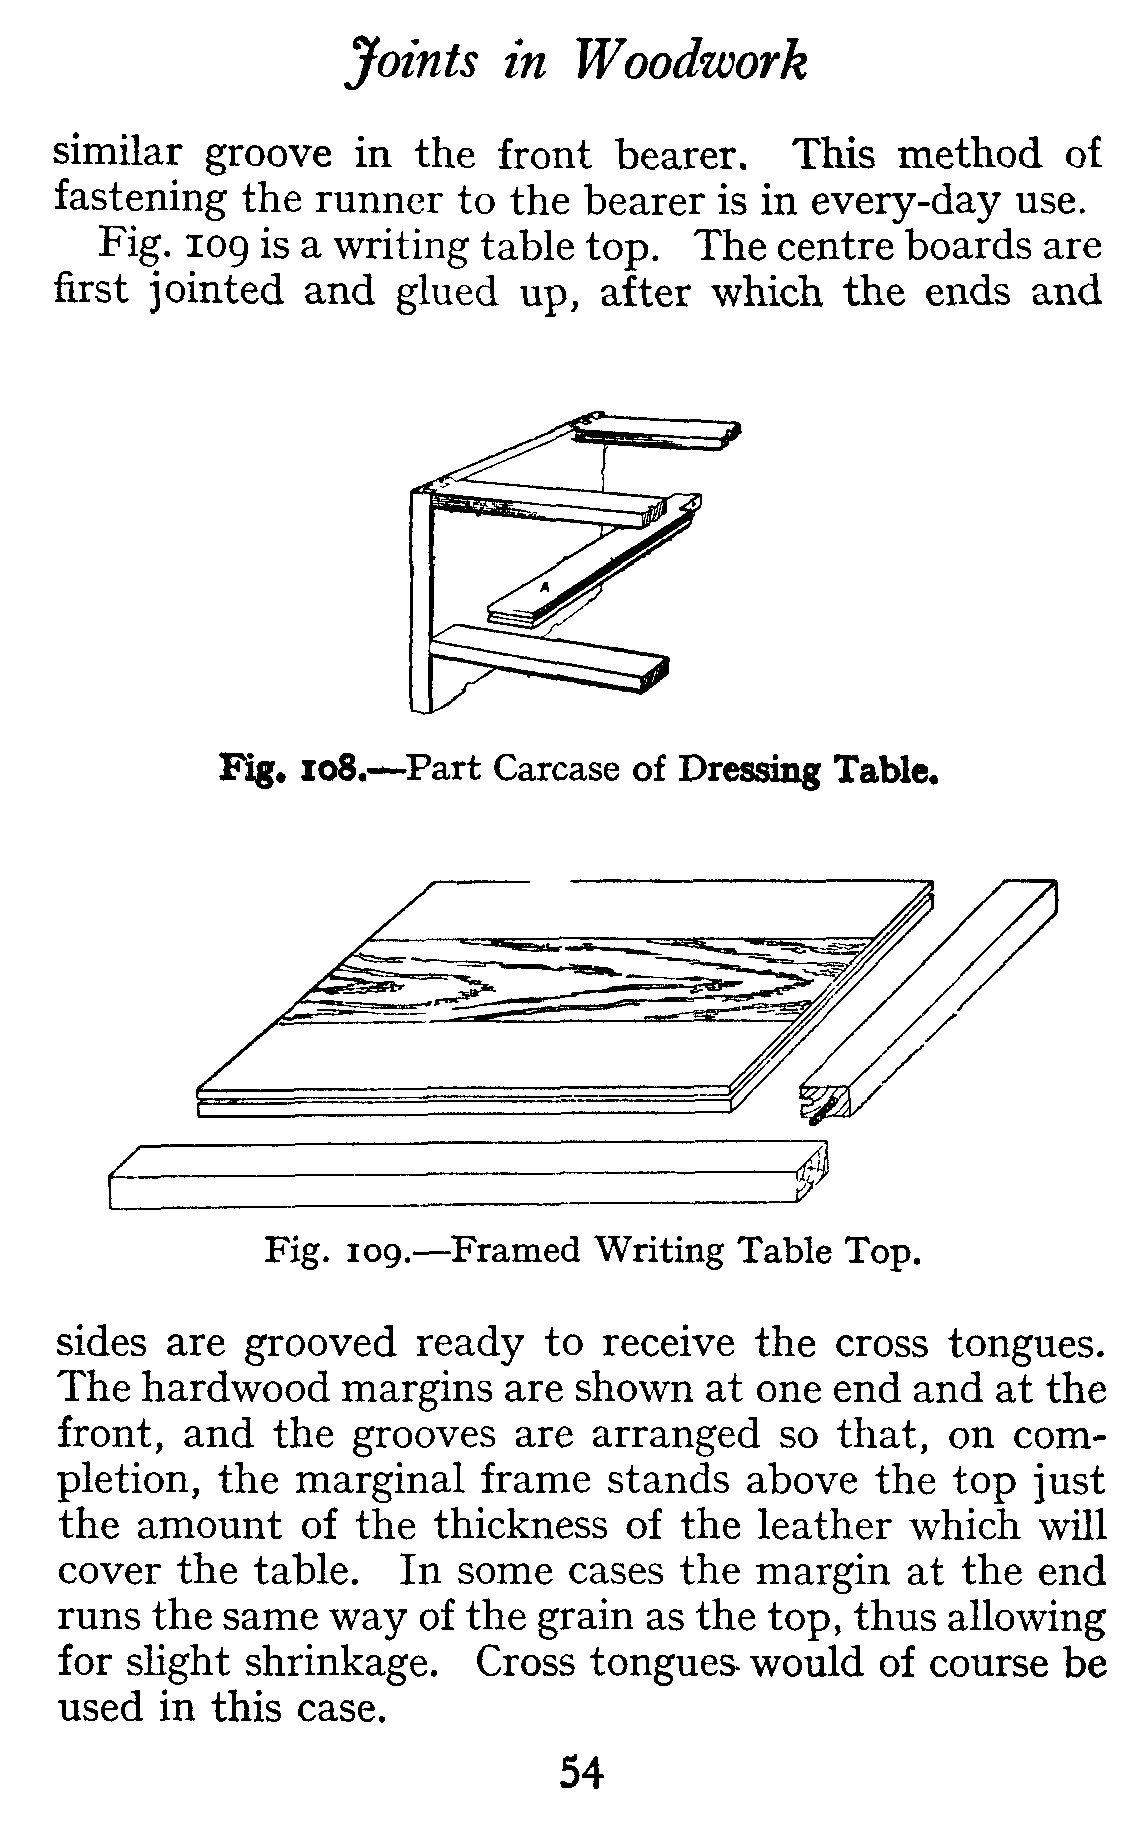 Joints in Woodwork
similar groove in the front bearer. This method of
fastening the runner to the bearer is in every-day use.
Fig. 109 is a writing table top. The centre boards are
first jointed and glued up, after which the ends and
A
Fig. 108.—Part Carcase of Dressing Table.
Fig. 109.—Framed Writing Table Top.
sides are grooved ready to receive the cross tongues.
The hardwood margins are shown at one end and at the
front, and the grooves are arranged so that, on com-
pletion, the marginal frame stands above the top just
the amount of the thickness of the leather which will
cover the table. In some cases the margin at the end
runs the same way of the grain as the top, thus allowing
for slight shrinkage. Cross tongues would of course be
used in this case.
54